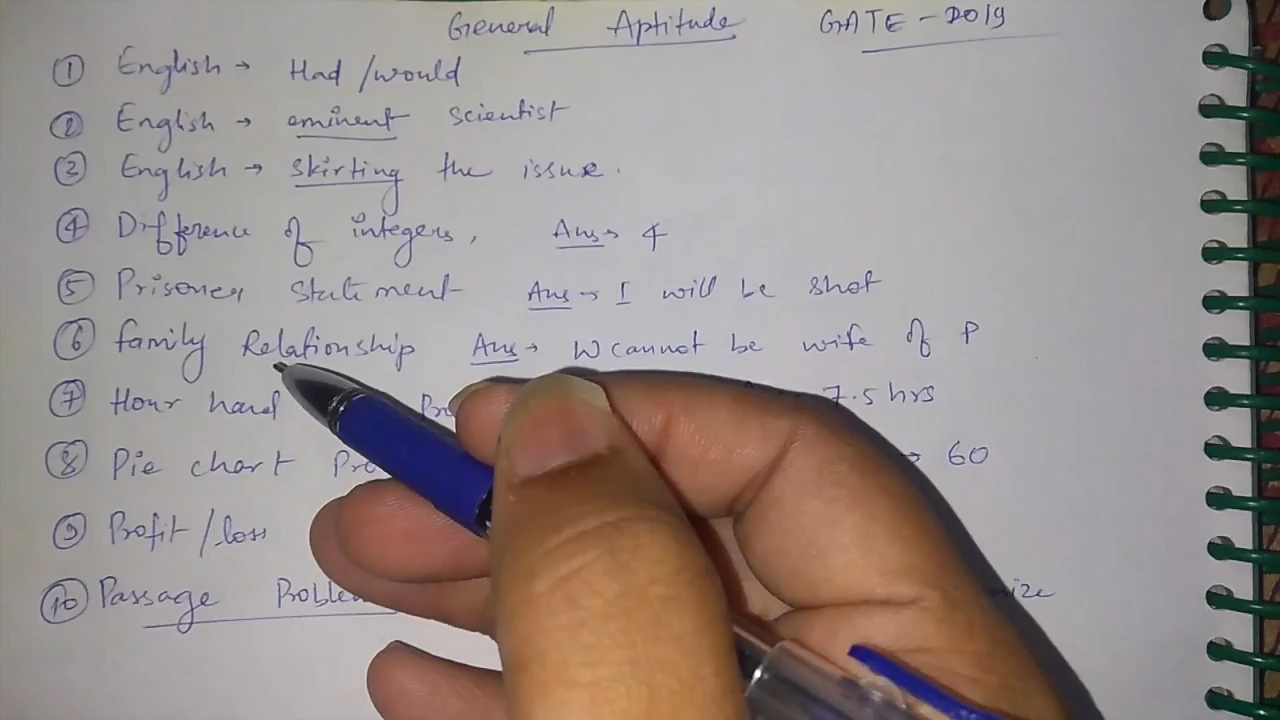 General Aptitude GATE - 2019
① English → Had /would
② English → eminent scientist
③ English → skirting the issue.
④ Difference of integers, Ans → 4
⑤ Prisoner statement Ans → I will be shot
⑥ family Relationship Ans → W cannot be wife of P
⑦ Hour hand 7.5 hrs
⑧ Pie chart → 60
⑨ Profit /loss
⑩ Passage